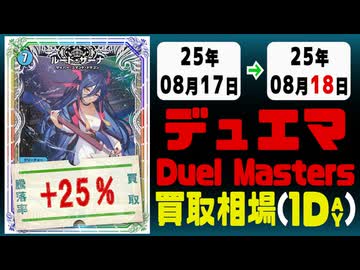 7
ルートザーナ
+25%
買取
騰落率
25年
08月17日
25年
08月18日
デュエマ
Duel Masters
買取相場(1D)